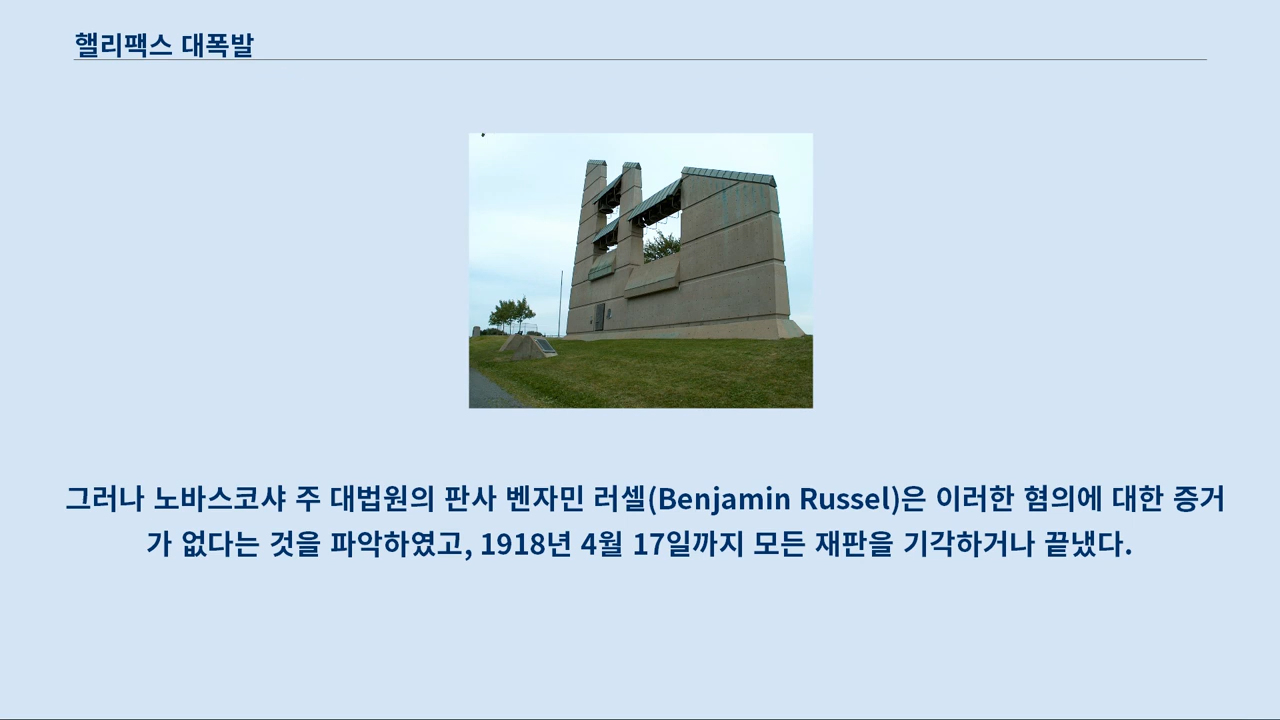 핼리팩스 대폭발
그러나 노바스코샤 주 대법원의 판사 벤자민 러셀(Benjamin Russel)은 이러한 혐의에 대한 증거
가 없다는 것을 파악하였고, 1918년 4월 17일까지 모든 재판을 기각하거나 끝냈다.